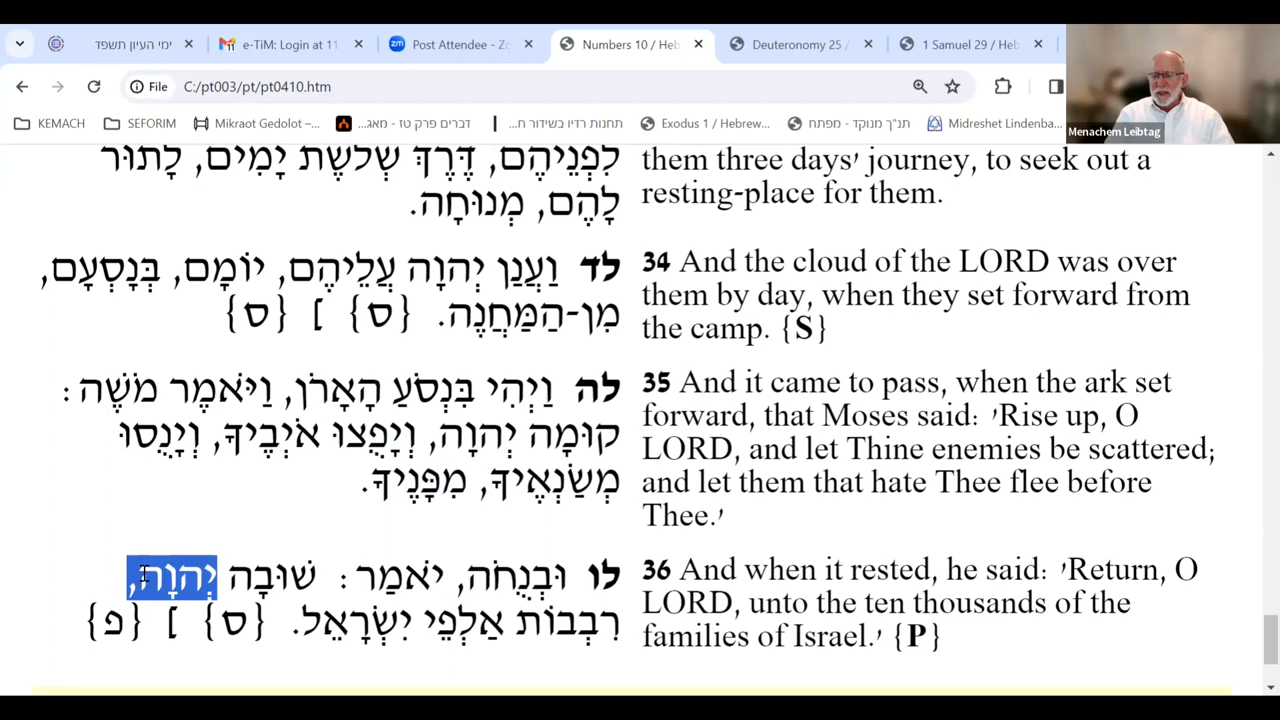 ימי העיון תשפד
e-TiM: Login at 11
Post Attendee - Zo
Numbers 10 / Heb
Deuteronomy 25 /
1 Samuel 29 / Heb
File C:/pt003/pt/pt0410.htm
KEMACH
SEFORIM
Mikraot Gedolot –...
דברים פרק טז - מאג...
תחנות רדיו בשידור ח...
Exodus 1 / Hebrew...
תנ"ך מנוקד - מפתח
Midreshet Lindenba
Menachem Leibtag
לִפְנֵיהֶם, דֶּרֶךְ שְׁלֹשֶׁת יָמִים, לָתוּר
לָהֶם, מְנוּחָה.
them three days' journey, to seek out a
resting-place for them.
לד וַעֲנַן יְהוָה עֲלֵיהֶם, יוֹמָם, בְּנָסְעָם,
מִן-הַמַּחֲנֶה. {ס} ] {ס}
34 And the cloud of the LORD was over
them by day, when they set forward from
the camp. {S}
לה וַיְהִי בִּנְסֹעַ הָאָרֹן, וַיֹּאמֶר מֹשֶׁה:
קוּמָה יְהוָה, וְיָפֻצוּ אֹיְבֶיךָ, וְיָנֻסוּ
מְשַׂנְאֶיךָ, מִפָּנֶיךָ.
35 And it came to pass, when the ark set
forward, that Moses said: 'Rise up, O
LORD, and let Thine enemies be scattered;
and let them that hate Thee flee before
Thee.'
לו וּבְנֻחֹה, יֹאמַר: שׁוּבָה יְהוָה,
רִבְבוֹת אַלְפֵי יִשְׂרָאֵל. {ס} ] {פ}
36 And when it rested, he said: 'Return, O
LORD, unto the ten thousands of the
families of Israel.' {P}